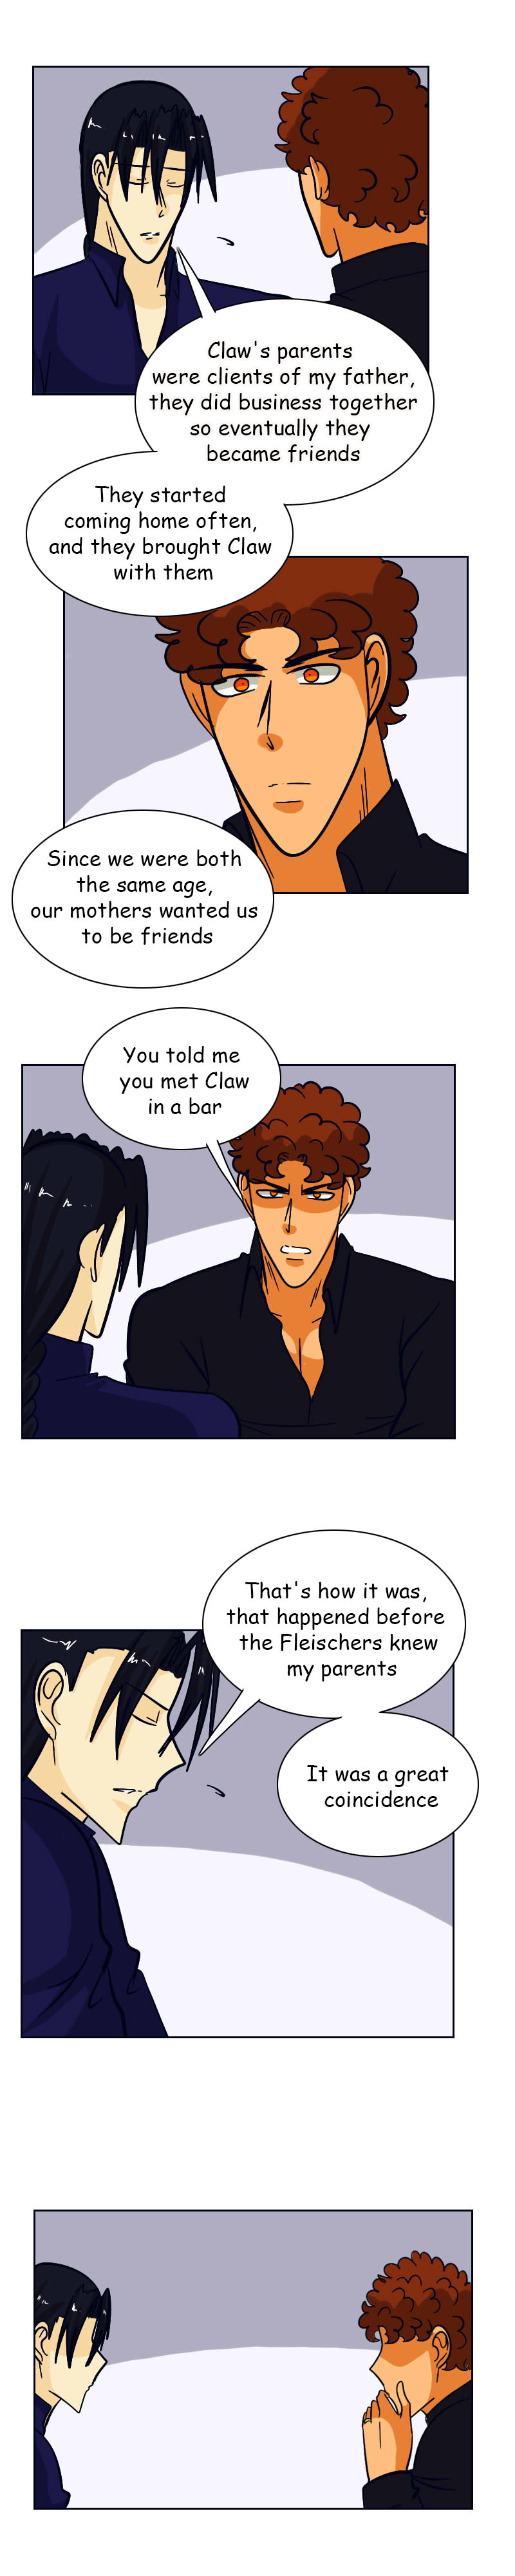 Claw's parents
were clients of my father,
they did business together
so eventually they
became friends
They started
coming home often,
and they brought Claw
with them
Since we were both
the same age,
our mothers wanted us
to be friends
You told me
you met Claw
in a bar
That's how it was,
that happened before
the Fleischers knew
my parents
It was a great
coincidence